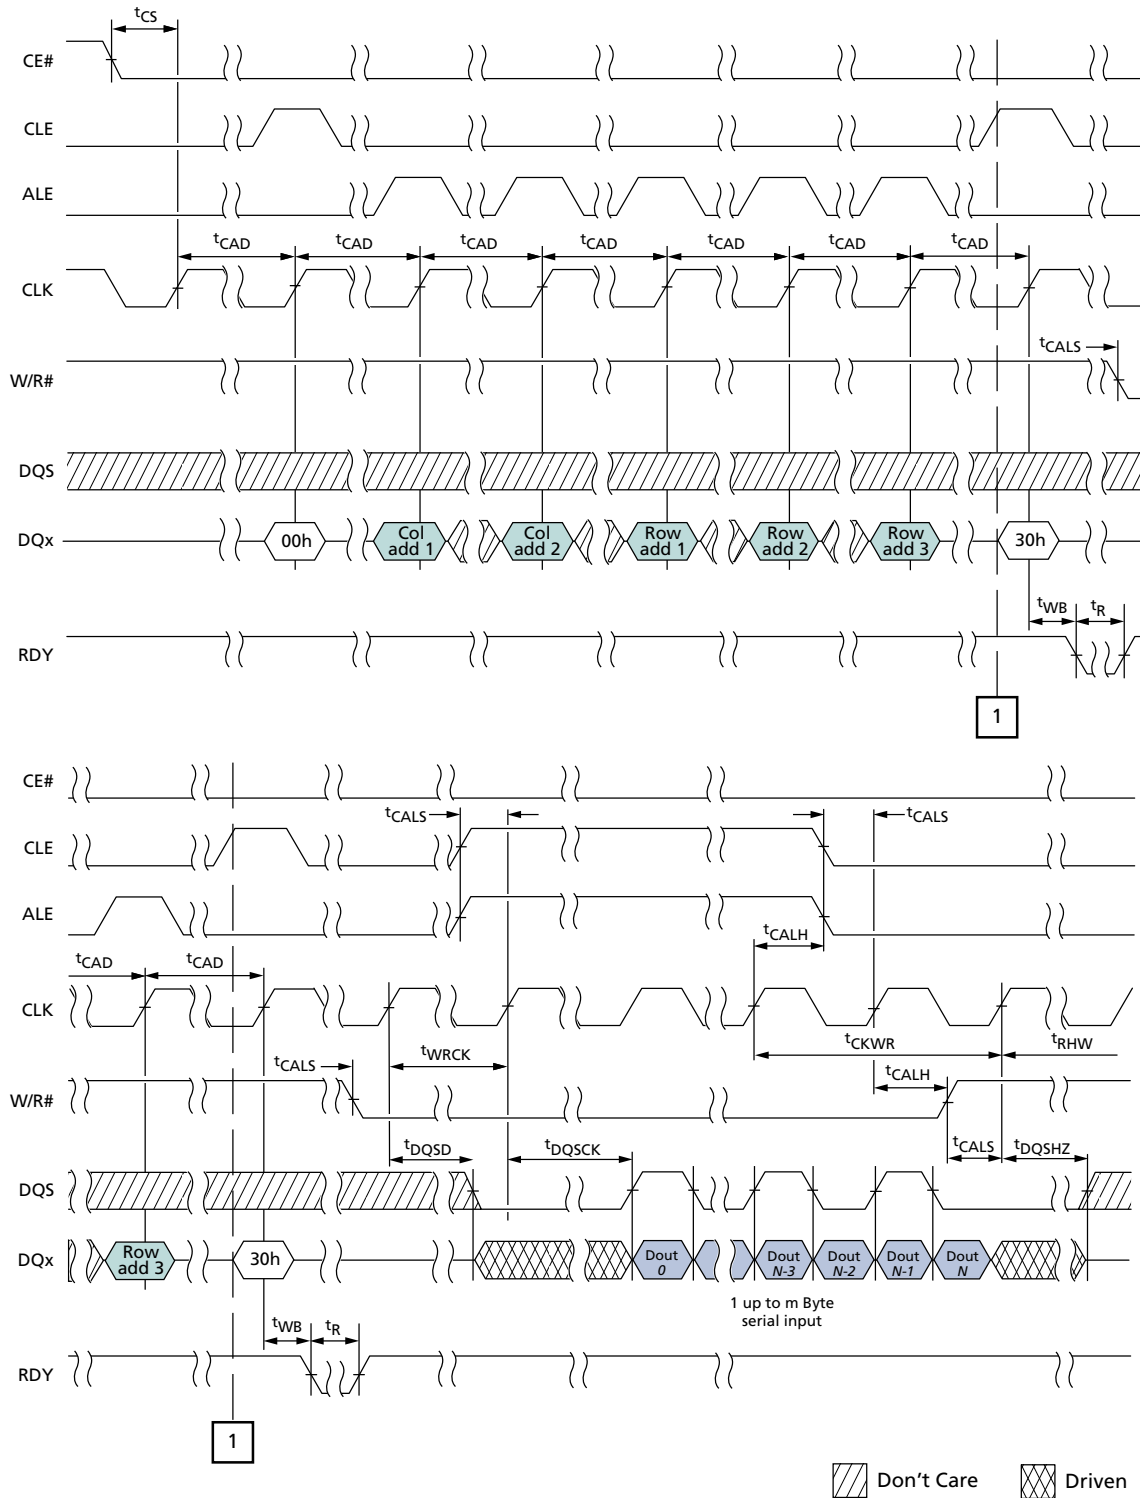 tCS
CE#
CLE
ALE
tCAD tCAD tCAD tCAD tCAD tCAD tCAD
CLK
tCALS
W/R#
DQS
DQx 00h Col add 1 Col add 2 Row add 1 Row add 2 Row add 3 30h
tWB tR
RDY
1
CE#
tCALS tCALS
CLE
ALE
tCALH
tCAD tCAD
CLK
tCKWR tRHW
tCALS tWRCK
tCALH
W/R#
tDQSD tDQSCK tCALS tDQSHZ
DQS
DQx Row add 3 30h Dout 0 Dout N-3 Dout N-2 Dout N-1 Dout N
1 up to m Byte
serial input
tWB tR
RDY
1
Don't Care Driven